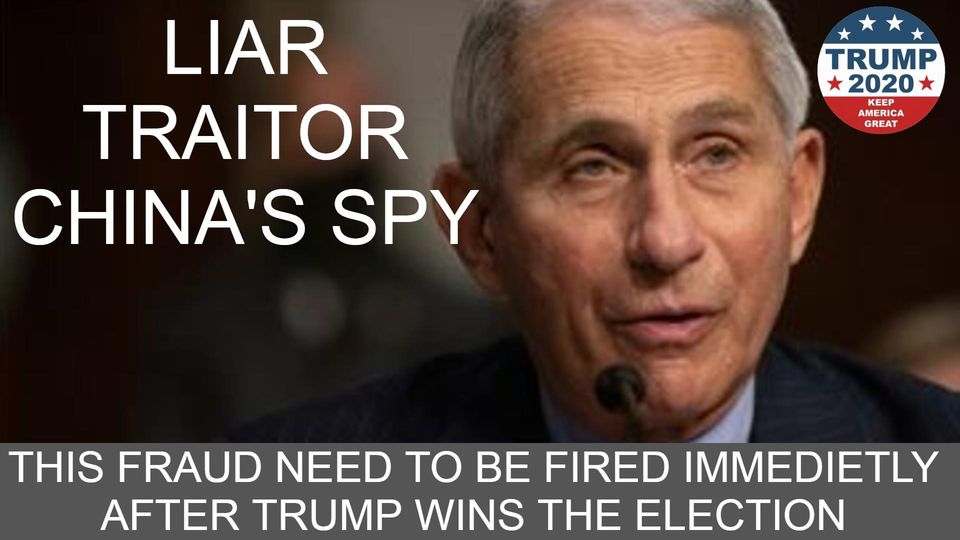 LIAR
TRAITOR
CHINA'S SPY
TRUMP
2020
KEEP
AMERICA
GREAT
THIS FRAUD NEED TO BE FIRED IMMEDIETLY
AFTER TRUMP WINS THE ELECTION